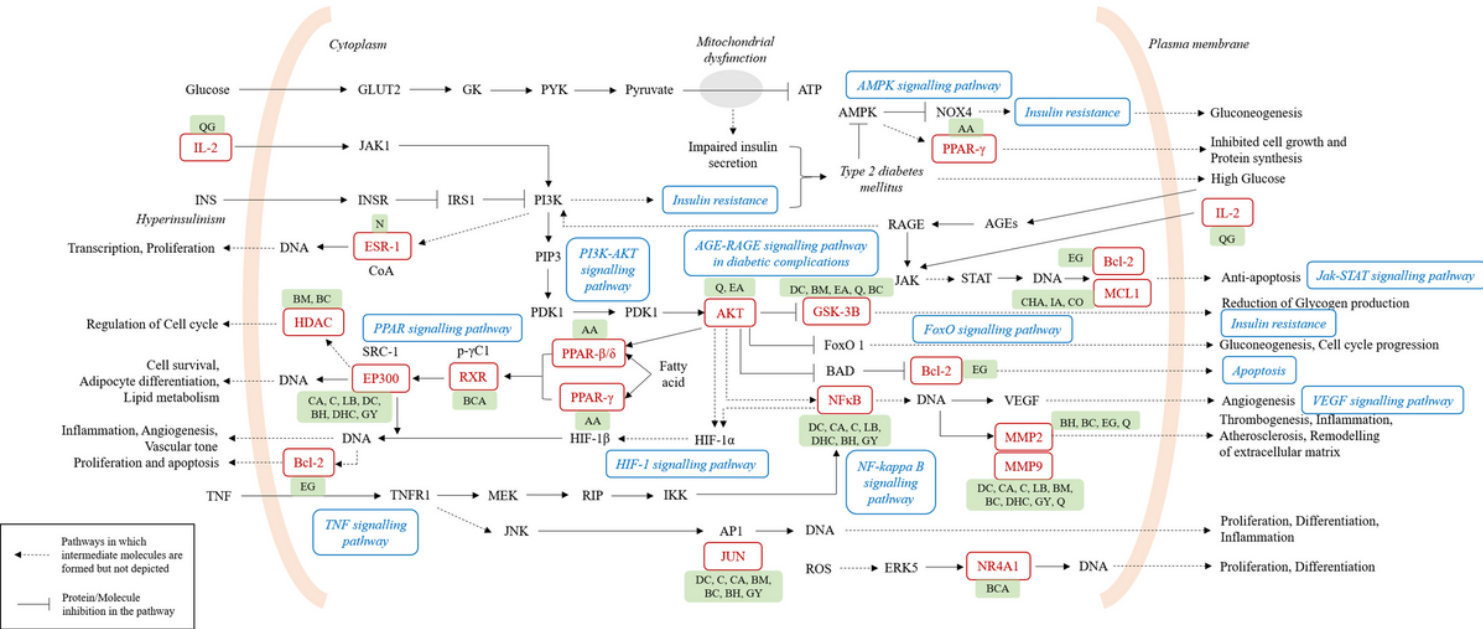 Cytoplasm
Mitochondrial
dysfunction
Plasma membrane
Glucose
GLUT2
GK
PYK
Pyruvate
ATP
AMPK signalling pathway
AMPK
NOX4
Insulin resistance
Gluconeogenesis
QG
IL-2
JAK1
Impaired insulin
secretion
AA
PPAR-γ
Inhibited cell growth and
Protein synthesis
Type 2 diabetes
mellitus
High Glucose
INS
INSR
IRS1
PI3K
Insulin resistance
Hyperinsulinism
IL-2
QG
RAGE
AGEs
N
ESR-1
CoA
DNA
Transcription, Proliferation
PIP3
PI3K-AKT
signalling
pathway
AGE-RAGE signalling pathway
in diabetic complications
JAK
STAT
DNA
EG
Bcl-2
MCL1
CHA, IA, CO
Anti-apoptosis
Jak-STAT signalling pathway
BM, BC
HDAC
Regulation of Cell cycle
PDK1
PDK1
Q, EA
AKT
DC, BM, EA, Q, BC
GSK-3B
Reduction of Glycogen production
Insulin resistance
PPAR signalling pathway
AA
PPAR-β/δ
FoxO signalling pathway
FoxO 1
Gluconeogenesis, Cell cycle progression
SRC-1
p-γC1
EP300
RXR
BCA
CA, C, LB, DC,
BH, DHC, GY
DNA
Cell survival,
Adipocyte differentiation,
Lipid metabolism
Fatty
acid
PPAR-γ
AA
BAD
Bcl-2
EG
Apoptosis
NFκB
DC, CA, C, LB,
DHC, BH, GY
DNA
VEGF
Angiogenesis
VEGF signalling pathway
Inflammation, Angiogenesis,
Vascular tone
Proliferation and apoptosis
DNA
HIF-1β
HIF-1α
HIF-1 signalling pathway
Bcl-2
EG
NF-kappa B
signalling
pathway
MMP2
BH, BC, EG, Q
MMP9
DC, CA, C, LB, BM,
BC, DHC, GY, Q
Thrombogenesis, Inflammation,
Atherosclerosis, Remodelling
of extracellular matrix
TNF
TNFR1
MEK
RIP
IKK
TNF signalling
pathway
JNK
AP1
DNA
Proliferation, Differentiation,
Inflammation
JUN
DC, C, CA, BM,
BC, BH, GY
ROS
ERK5
NR4A1
BCA
DNA
Proliferation, Differentiation
Pathways in which
intermediate molecules are
formed but not depicted
Protein/Molecule
inhibition in the pathway